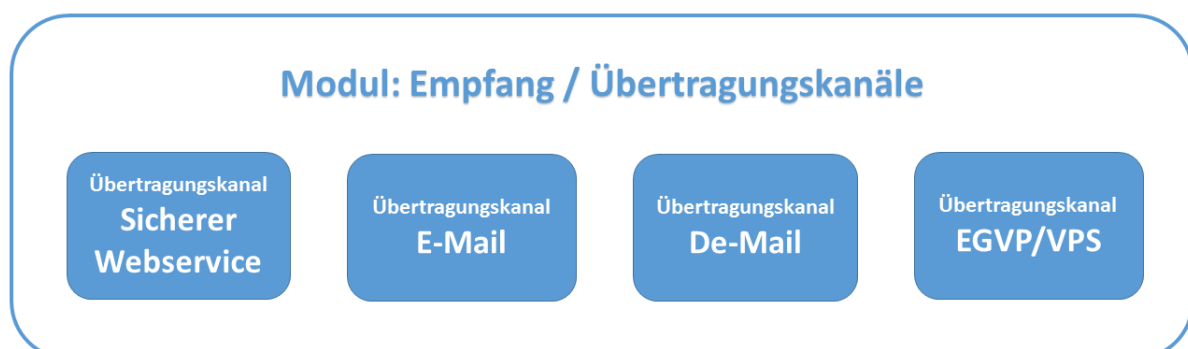 Modul: Empfang / Übertragungskanäle
Übertragungskanal
Sicherer
Webservice
Übertragungskanal
E-Mail
Übertragungskanal
De-Mail
Übertragungskanal
EGVP/VPS